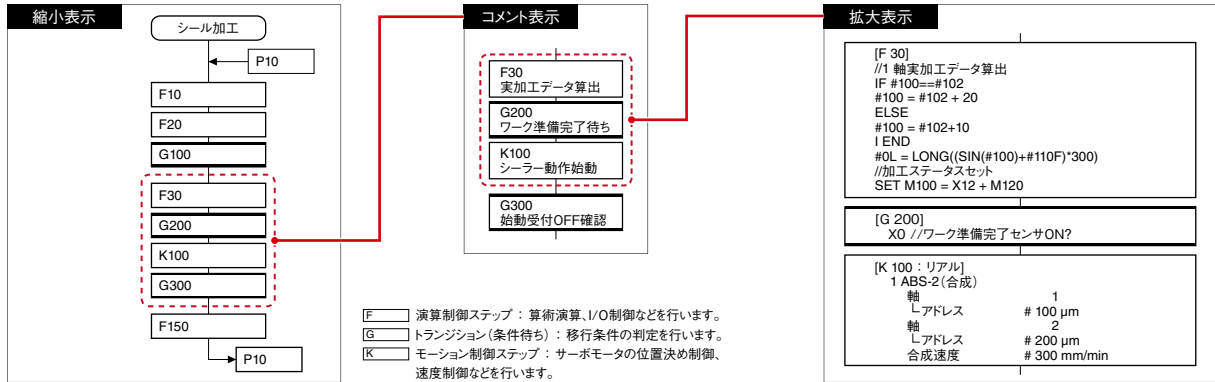 縮小表示
シール加工
P10
F10
F20
G100
F30
G200
K100
G300
F150
P10
コメント表示
F30
実加工データ算出
G200
ワーク準備完了待ち
K100
シーラー動作始動
G300
始動受付OFF確認
F 演算制御ステップ : 算術演算、I/O制御などを行います。
G トランジション(条件待ち) : 移行条件の判定を行います。
K モーション制御ステップ : サーボモータの位置決め制御、
速度制御などを行います。
拡大表示
[F 30]
//1 軸実加工データ算出
IF #100==#102
#100 = #102 + 20
ELSE
#100 = #102+10
I END
#0L = LONG((SIN(#100)+#110F)*300)
//加工ステータスセット
SET M100 = X12 + M120
[G 200]
X0 //ワーク準備完了センサON?
[K 100 : リアル]
1 ABS-2(合成)
軸 1
└アドレス # 100 µm
軸 2
└アドレス # 200 µm
合成速度 # 300 mm/min